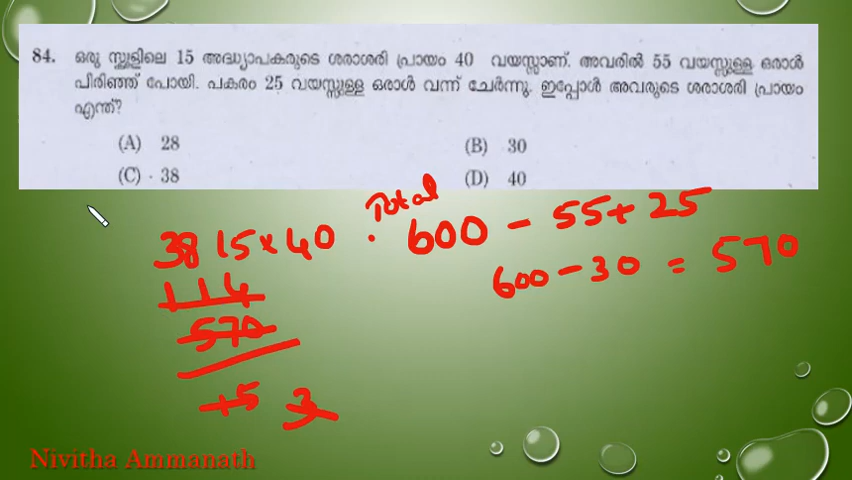 84. ഒരു സ്കൂളിലെ 15 അദ്ധ്യാപകരുടെ ശരാശരി പ്രായം 40 വയസ്സാണ്. അവരിൽ 55 വയസ്സുള്ള ഒരാൾ
പിരിഞ്ഞ് പോയി. പകരം 25 വയസ്സുള്ള ഒരാൾ വന്ന് ചേർന്നു. ഇപ്പോൾ അവരുടെ ശരാശരി പ്രായം
എന്ത്?
(A) 28 (B) 30
(C) 38 (D) 40
Total
38 15 × 40 600 - 55 + 25
600 - 30 = 570
114
570
15 3
Nivitha Ammanath